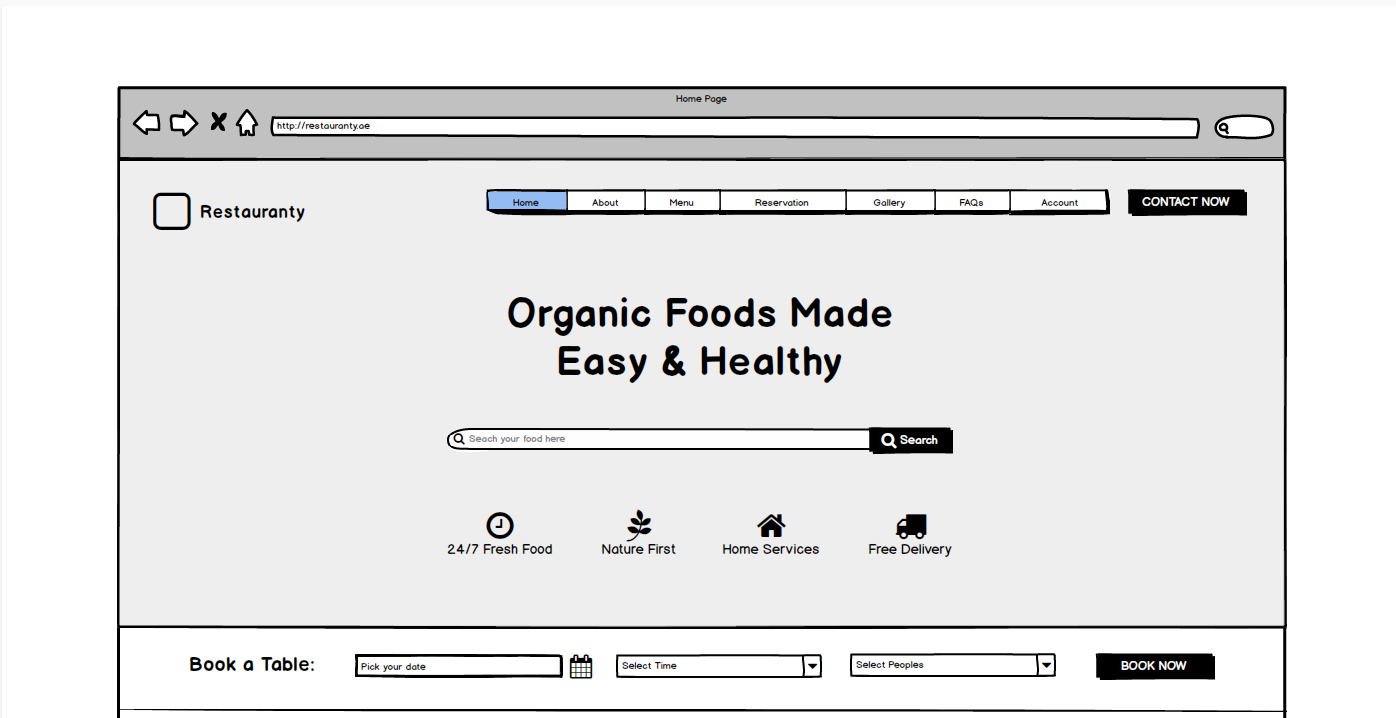 Home Page
http://restauranty.ae
Restauranty
Home About Menu Reservation Gallery FAQs Account
CONTACT NOW
Organic Foods Made
Easy & Healthy
Seach your food here
Search
24/7 Fresh Food Nature First Home Services Free Delivery
Book a Table: Pick your date Select Time Select Peoples BOOK NOW